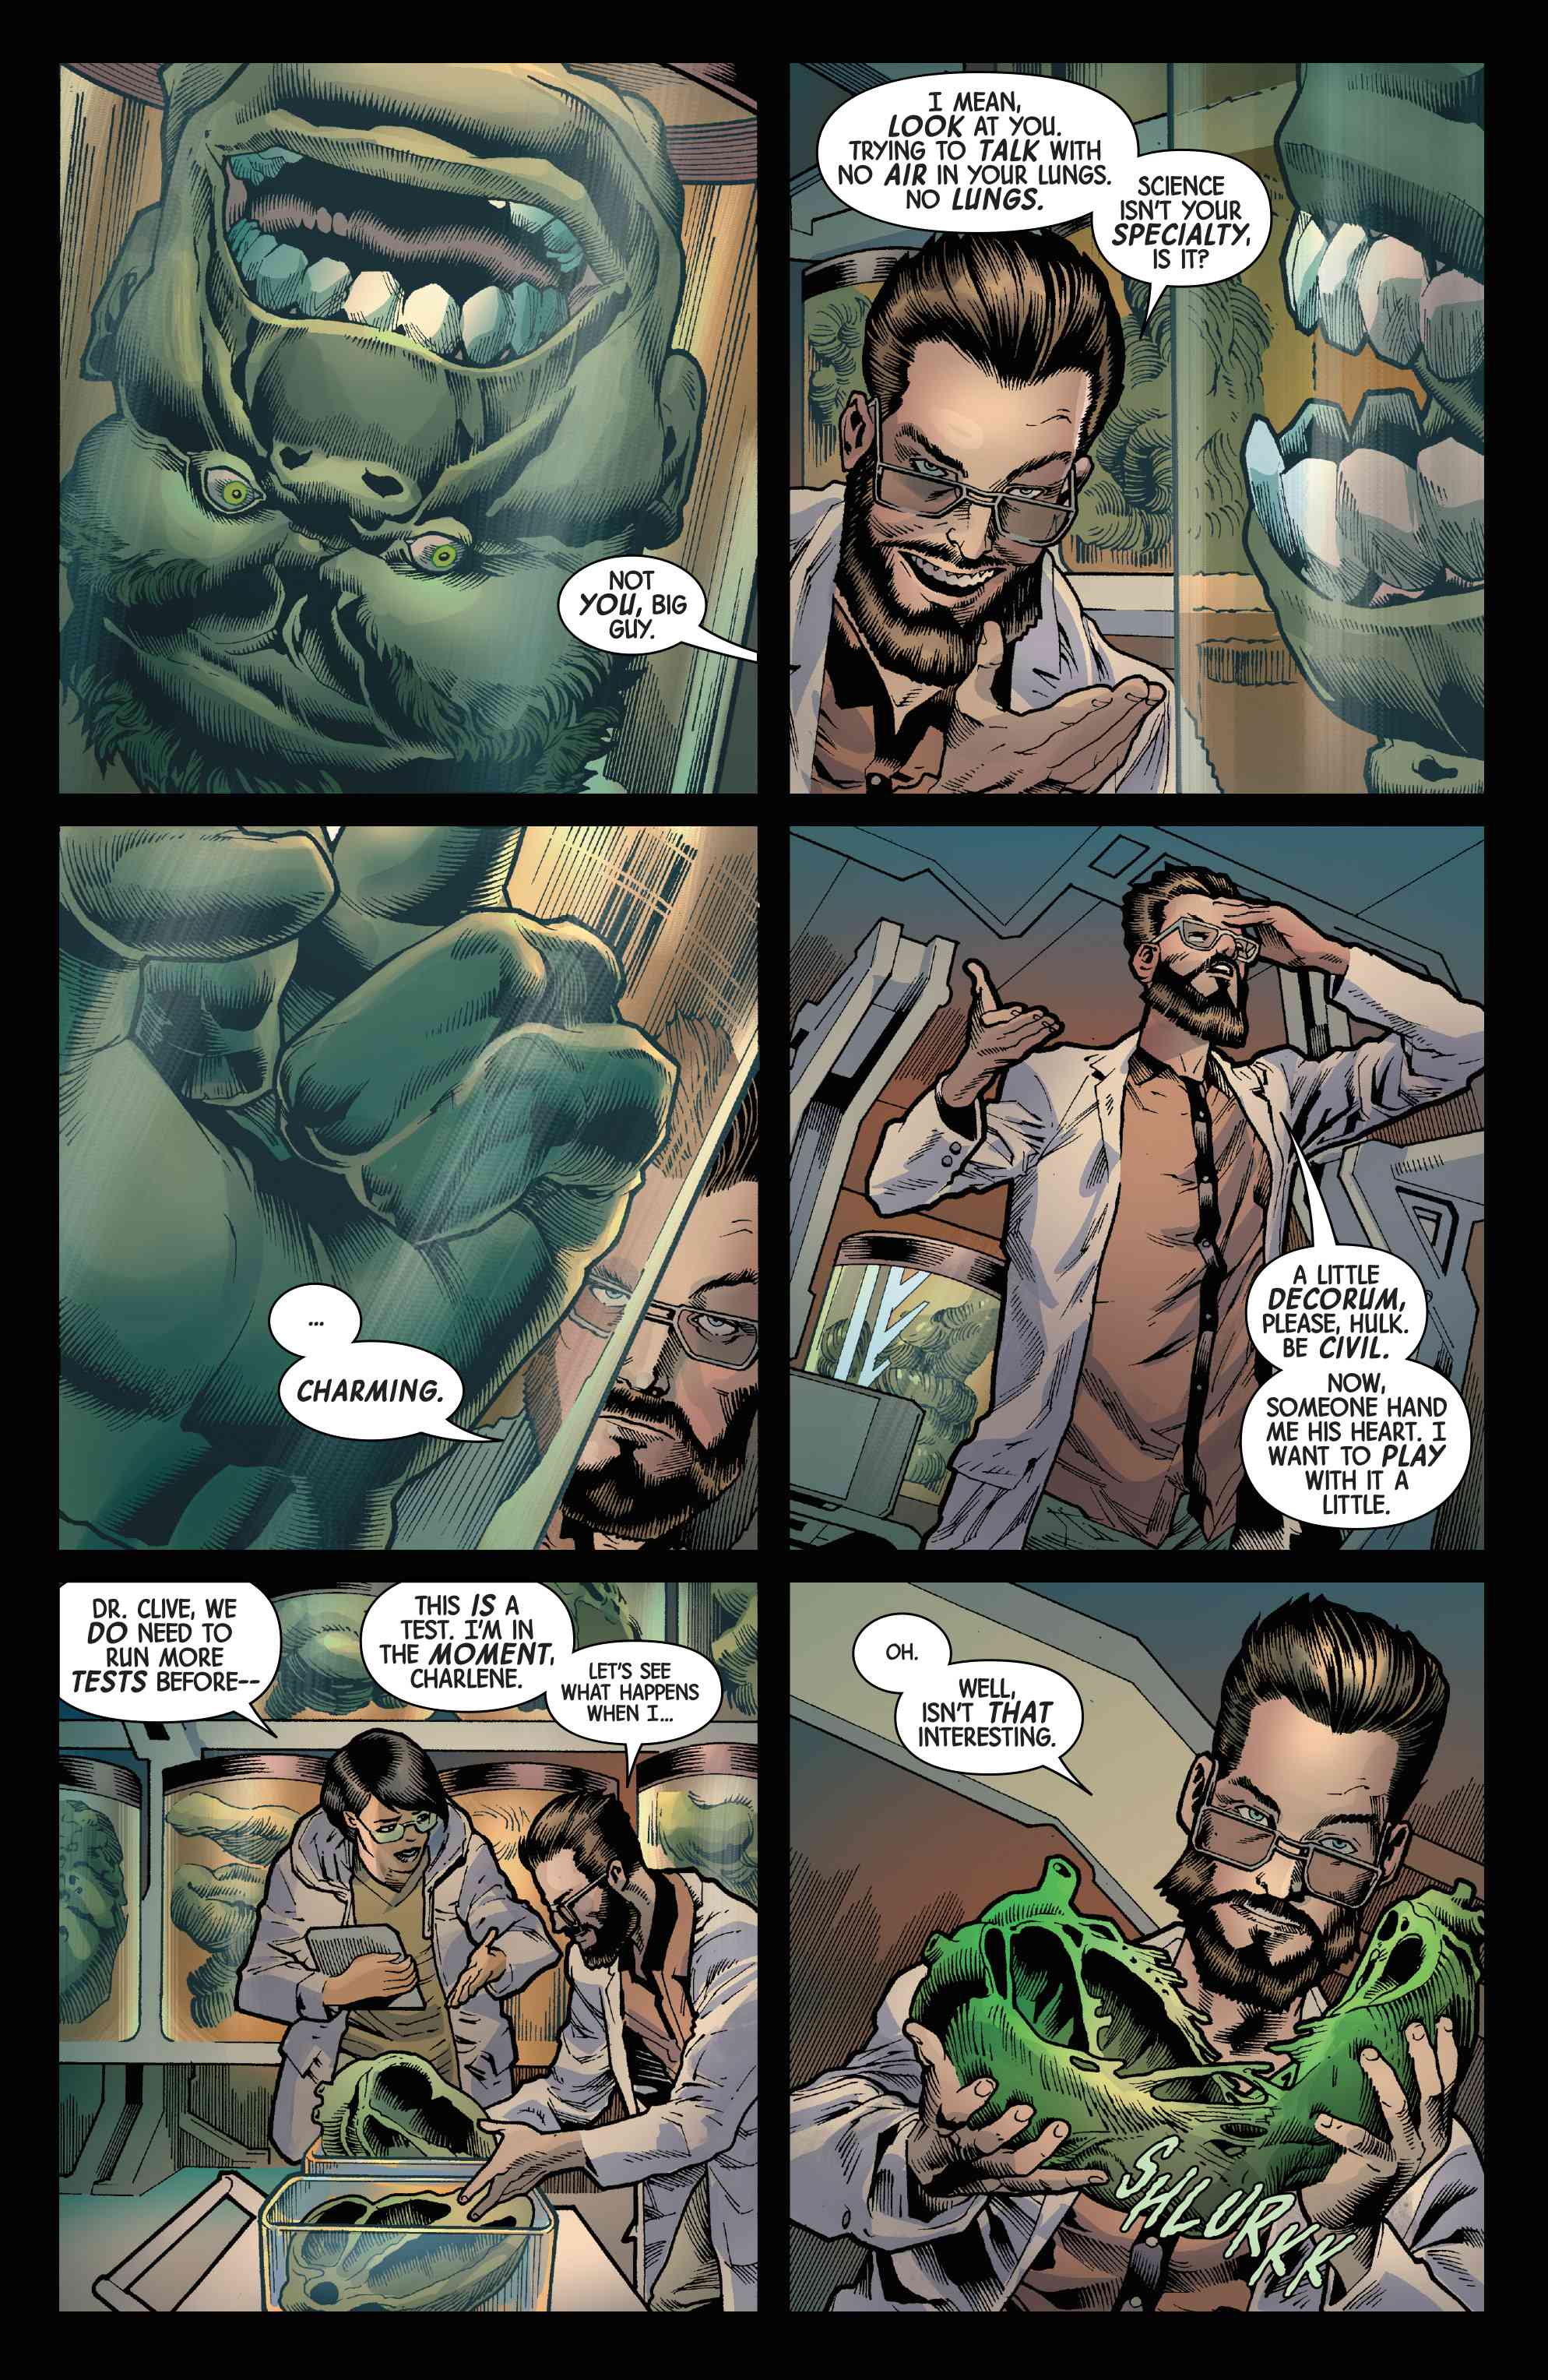 NOT
YOU, BIG
GUY.
I MEAN,
LOOK AT YOU.
TRYING TO TALK WITH
NO AIR IN YOUR LUNGS.
NO LUNGS.
SCIENCE
ISN'T YOUR
SPECIALTY,
IS IT?
...
CHARMING.
A LITTLE
DECORUM,
PLEASE, HULK.
BE CIVIL.
NOW,
SOMEONE HAND
ME HIS HEART. I
WANT TO PLAY
WITH IT A
LITTLE.
DR. CLIVE, WE
DO NEED TO
RUN MORE
TESTS BEFORE--
THIS IS A
TEST. I'M IN
THE MOMENT,
CHARLENE.
LET'S SEE
WHAT HAPPENS
WHEN I...
OH.
WELL,
ISN'T THAT
INTERESTING.
SHLURKK